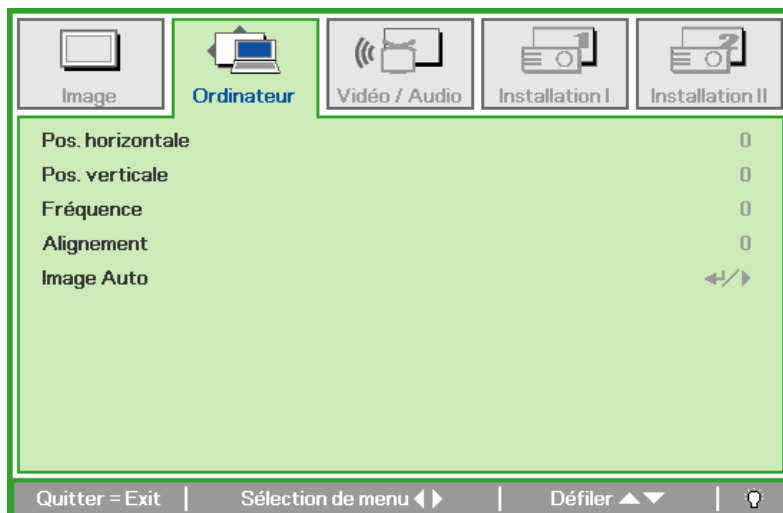 Image Ordinateur Vidéo / Audio Installation I Installation II
Pos. horizontale 0
Pos. verticale 0
Fréquence 0
Alignement 0
Image Auto
Quitter = Exit Sélection de menu Défiler